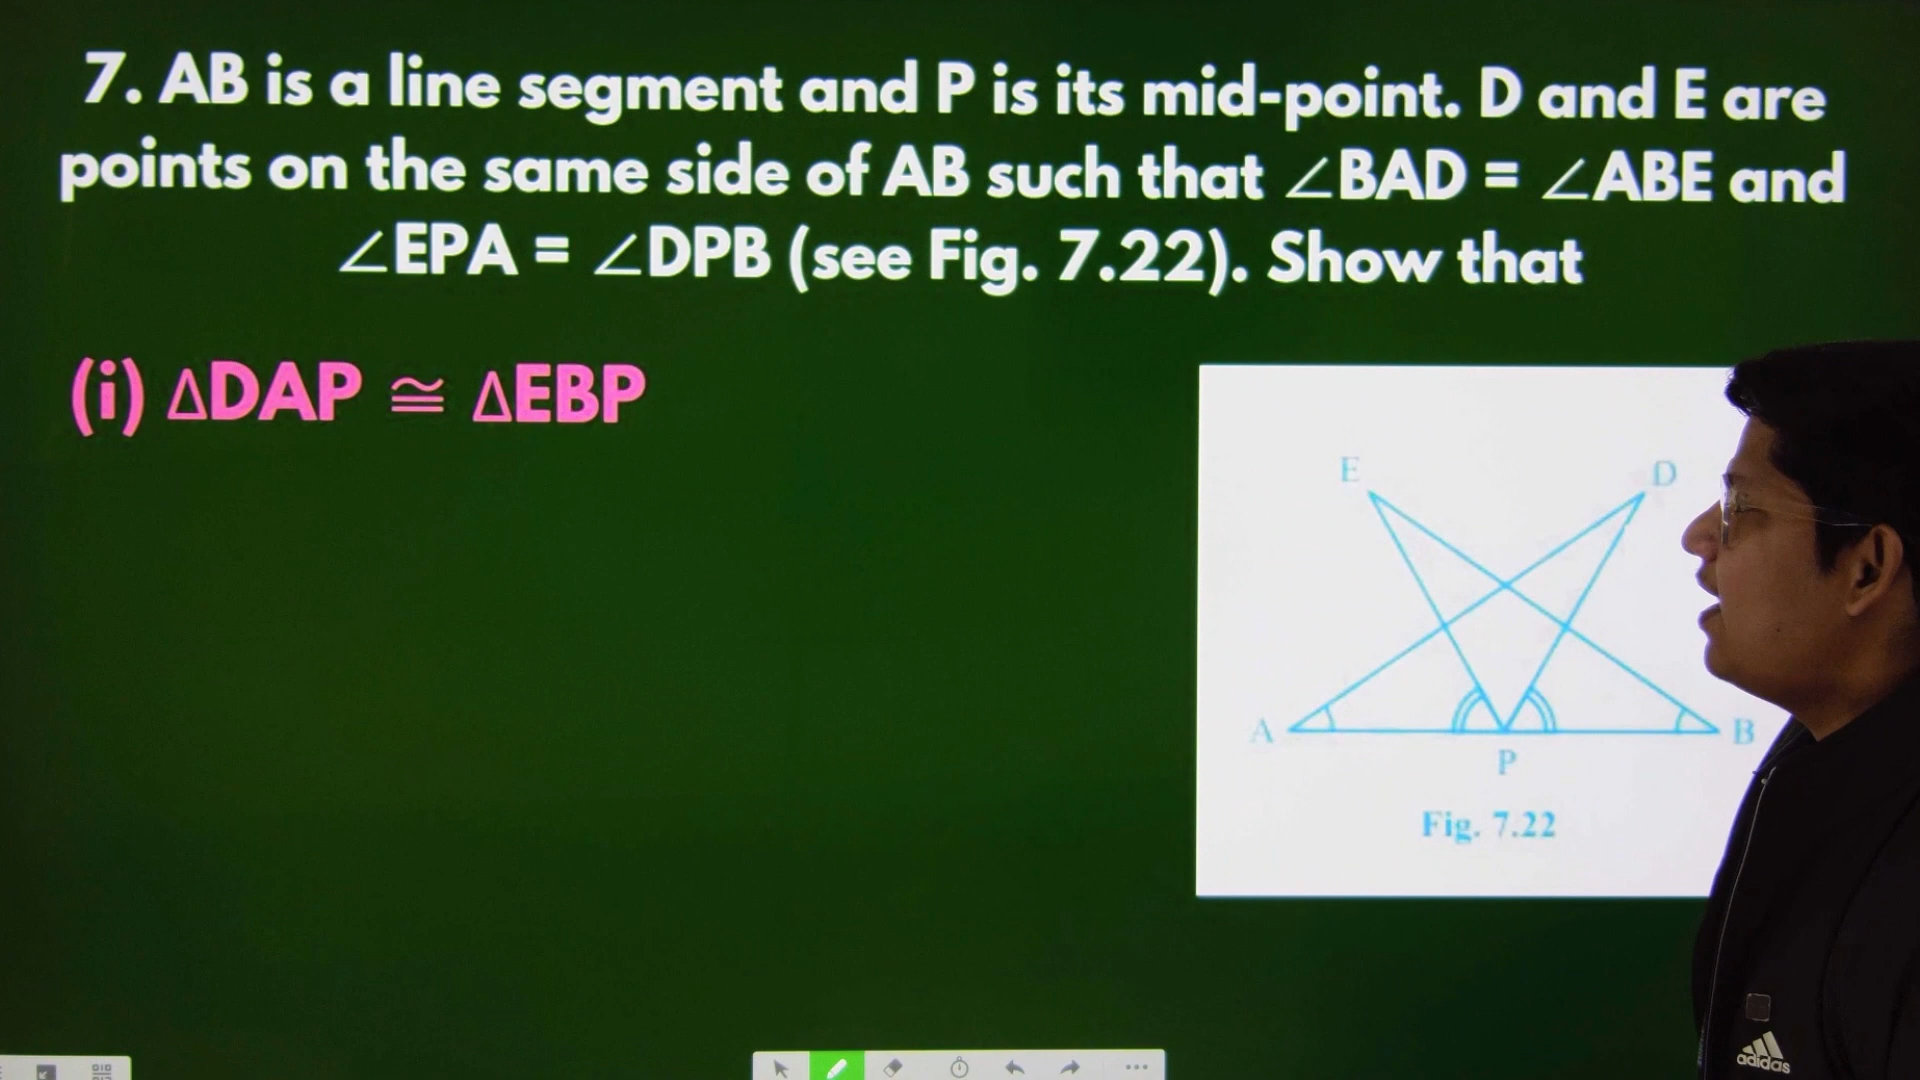 7. AB is a line segment and P is its mid-point. D and E are
points on the same side of AB such that ∠BAD = ∠ABE and
∠EPA = ∠DPB (see Fig. 7.22). Show that
(i) ΔDAP ≅ ΔEBP
E
D
A
B
P
Fig. 7.22
adidas